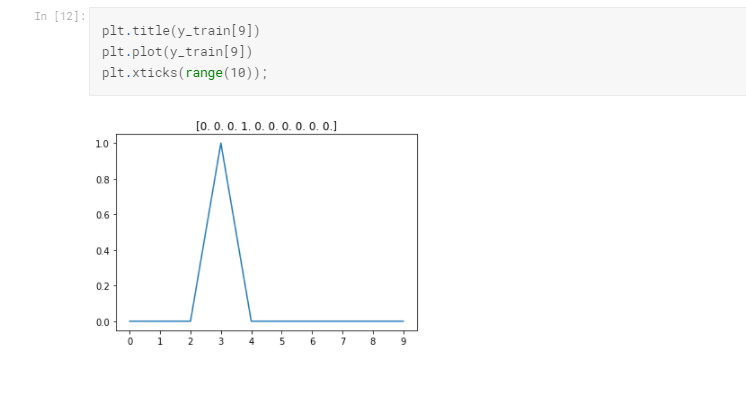 In [12]:
plt.title(y_train[9])
plt.plot(y_train[9])
plt.xticks(range(10));
[0. 0. 0. 1. 0. 0. 0. 0. 0. 0.]
1.0
0.8
0.6
0.4
0.2
0.0
0 1 2 3 4 5 6 7 8 9